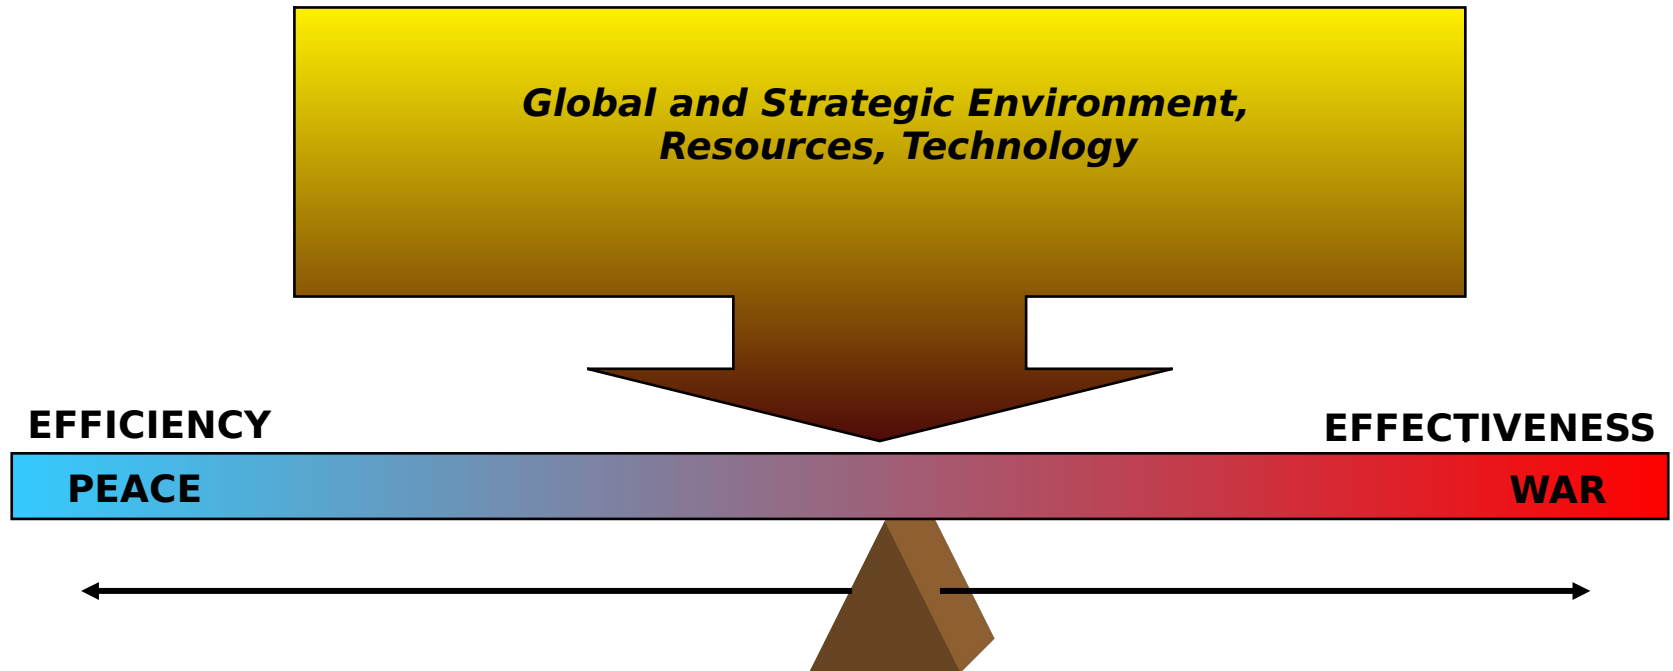 Global and Strategic Environment,
Resources, Technology
EFFICIENCY
EFFECTIVENESS
PEACE
WAR